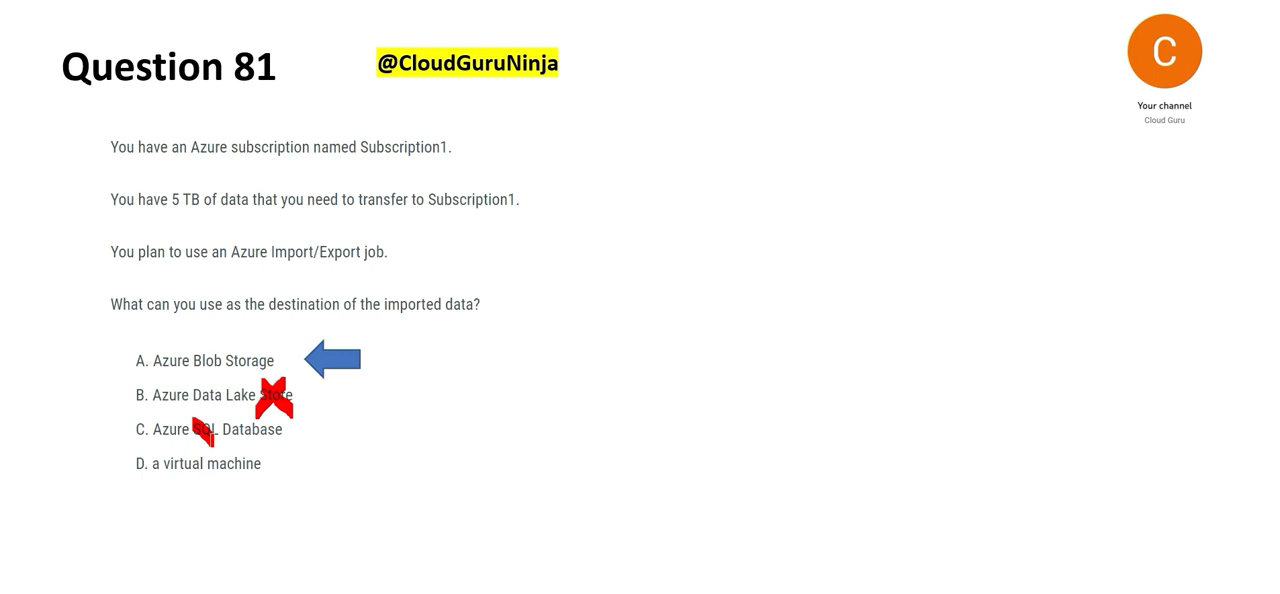 Question 81
@CloudGuruNinja
C
Your channel
Cloud Guru
You have an Azure subscription named Subscription1.
You have 5 TB of data that you need to transfer to Subscription1.
You plan to use an Azure Import/Export job.
What can you use as the destination of the imported data?
A. Azure Blob Storage
B. Azure Data Lake Store
C. Azure SQL Database
D. a virtual machine